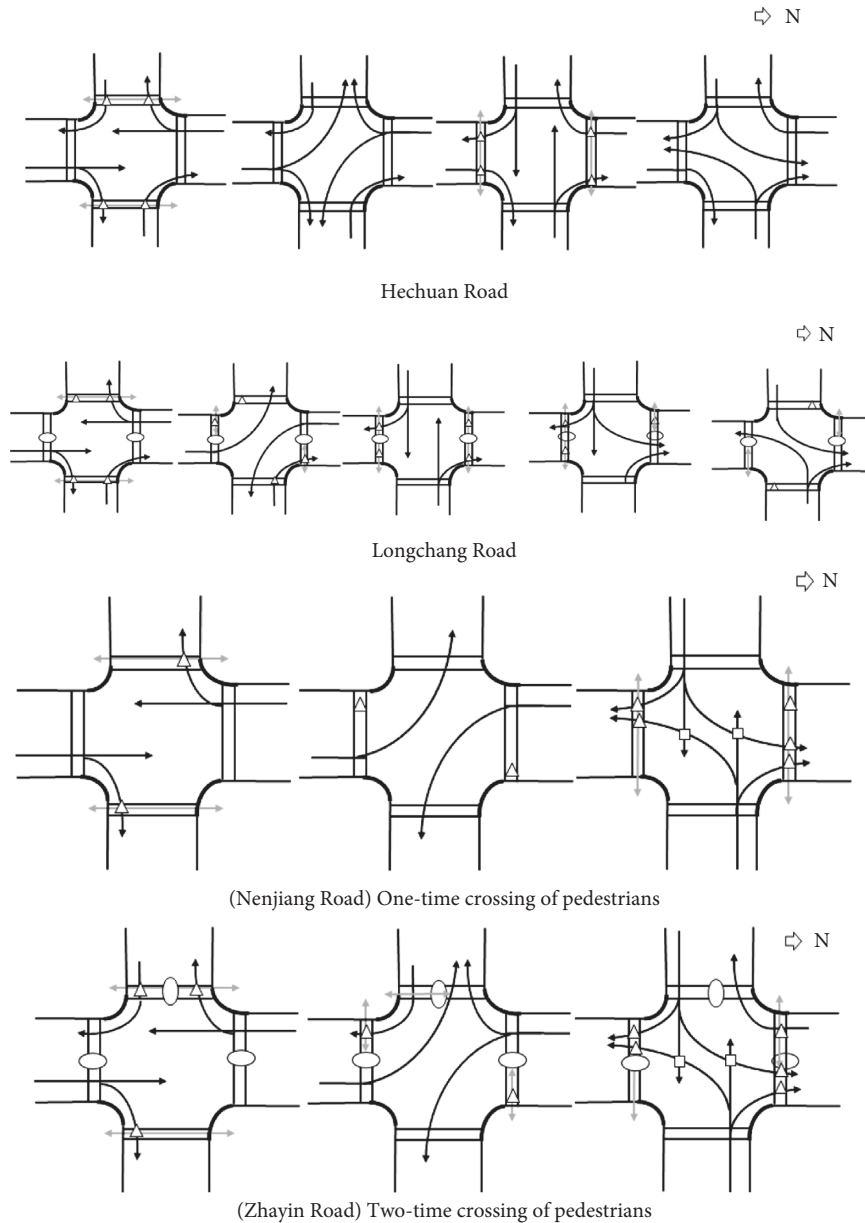 N
Hechuan Road
N
Longchang Road
N
(Nenjiang Road) One-time crossing of pedestrians
N
(Zhayin Road) Two-time crossing of pedestrians